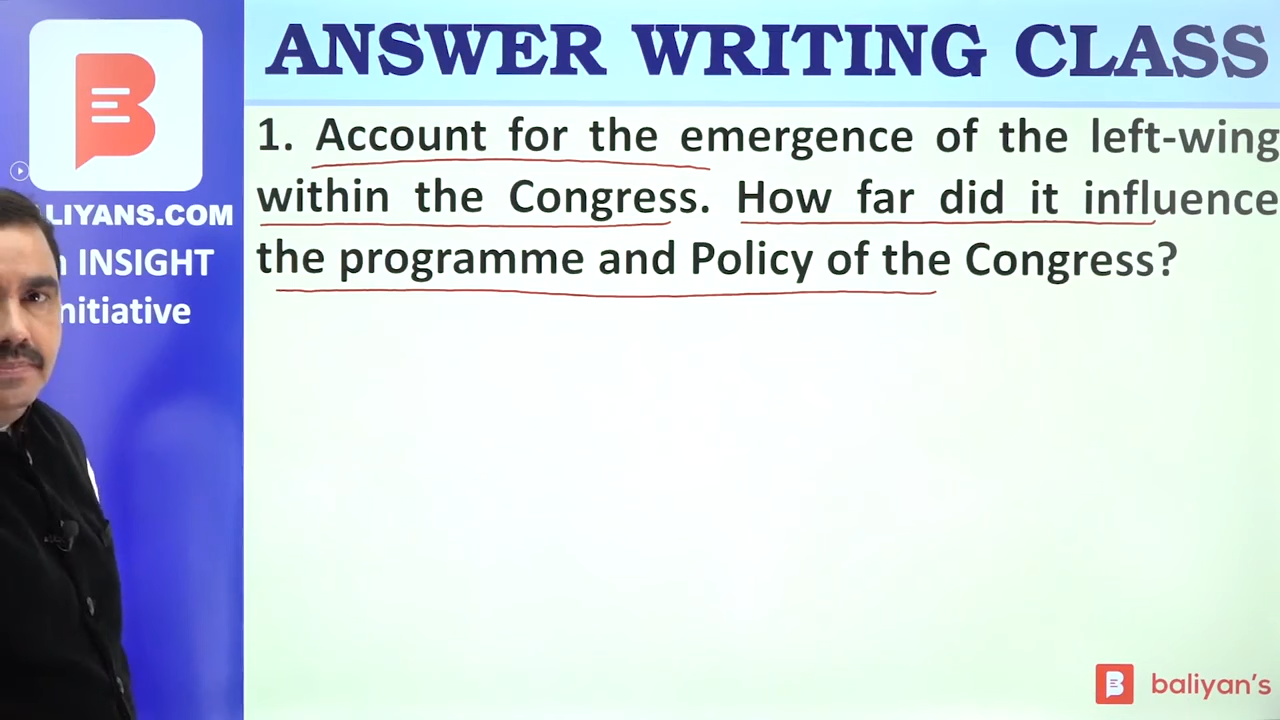 ANSWER WRITING CLASS
1. Account for the emergence of the left-wing
within the Congress. How far did it influence
the programme and Policy of the Congress?
LIYANS.COM
INSIGHT
nitiative
baliyan's